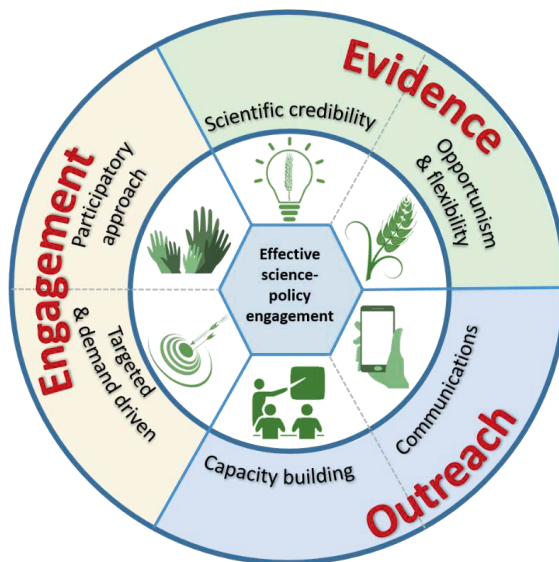 Evidence
Scientific credibility
Opportunism
& flexibility
Engagement
Participatory
approach
Targeted
& demand driven
Effective
science-
policy
engagement
Communications
Capacity building
Outreach